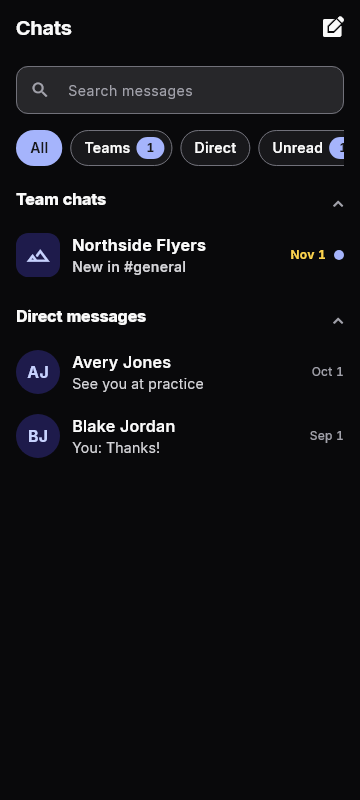 Chats
Search messages
All
Teams 1
Direct
Unread 1
Team chats
Northside Flyers
New in #general
Nov 1
Direct messages
AJ
Avery Jones
See you at practice
Oct 1
BJ
Blake Jordan
You: Thanks!
Sep 1